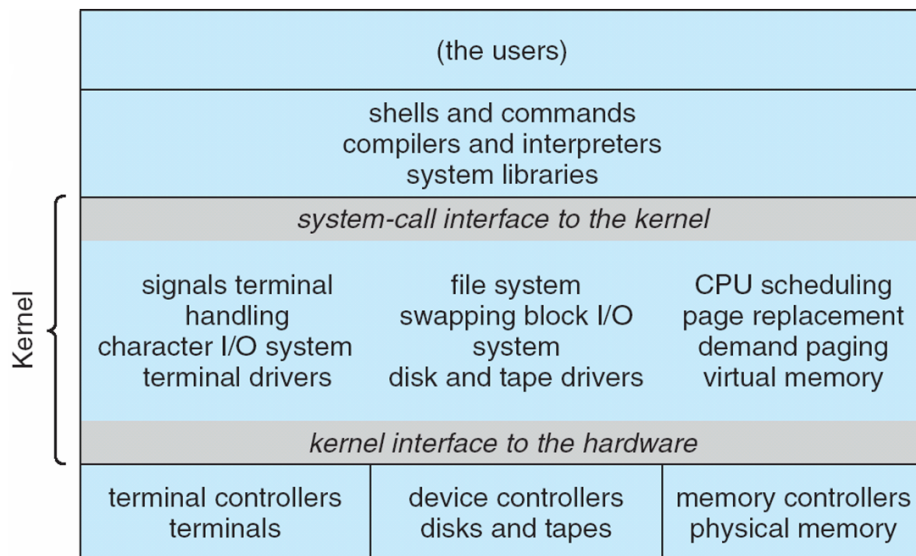 (the users)
shells and commands
compilers and interpreters
system libraries
Kernel
system-call interface to the kernel
signals terminal
handling
character I/O system
terminal drivers
file system
swapping block I/O
system
disk and tape drivers
CPU scheduling
page replacement
demand paging
virtual memory
kernel interface to the hardware
terminal controllers
terminals
device controllers
disks and tapes
memory controllers
physical memory